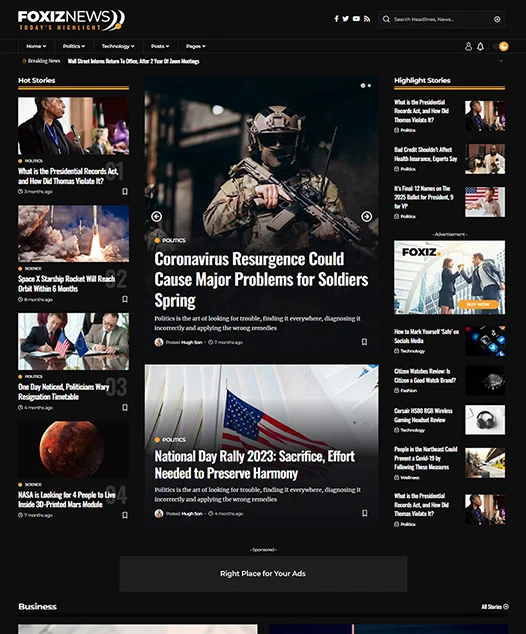 FOXIZNEWS
TODAY'S HIGHLIGHT
Search Headlines, News...
Home
Politics
Technology
Posts
Pages
Breaking News
Wall Street Interns Return To Office, After 2 Year Of Zoom Meetings
Hot Stories
POLITICS
What is the Presidential Records Act,
and How Did Thomas Violate It?
3 months ago
SCIENCE
Space X Starship Rocket Will Reach
Orbit Within 6 Months
02
8 months ago
POLITICS
One Day Noticed, Politicians Wary
Resignation Timetable
03
4 months ago
SCIENCE
NASA is Looking for 4 People to Live
Inside 3D-Printed Mars Module
04
7 months ago
POLITICS
Coronavirus Resurgence Could
Cause Major Problems for Soldiers
Spring
Politics is the art of looking for trouble, finding it everywhere, diagnosing it
incorrectly and applying the wrong remedies
Posted Hugh Son
7 months ago
POLITICS
National Day Rally 2023: Sacrifice, Effort
Needed to Preserve Harmony
Politics is the art of looking for trouble, finding it everywhere, diagnosing it
incorrectly and applying the wrong remedies
Posted Hugh Son
4 months ago
Highlight Stories
What is the Presidential
Records Act, and How Did
Thomas Violate It?
Politics
Bad Credit Shouldn't Affect
Health Insurance, Experts Say
Politics
It's Final: 12 Names on The
2025 Ballot for President, 9
for VP
Politics
- Advertisement -
FOXIZ
BUY NOW
How to Mark Yourself 'Safe' on
Socials Media
Technology
Citizen Watches Review: Is
Citizen a Good Watch Brand?
Fashion
Corsair HS80 RGB Wireless
Gaming Headset Review
Technology
People in the Northeast Could
Prevent a Covid-19 by
Following These Measures
Wellness
What is the Presidential
Records Act, and How Did
Thomas Violate It?
Politics
- Sponsored -
Right Place for Your Ads
Business
All Stories